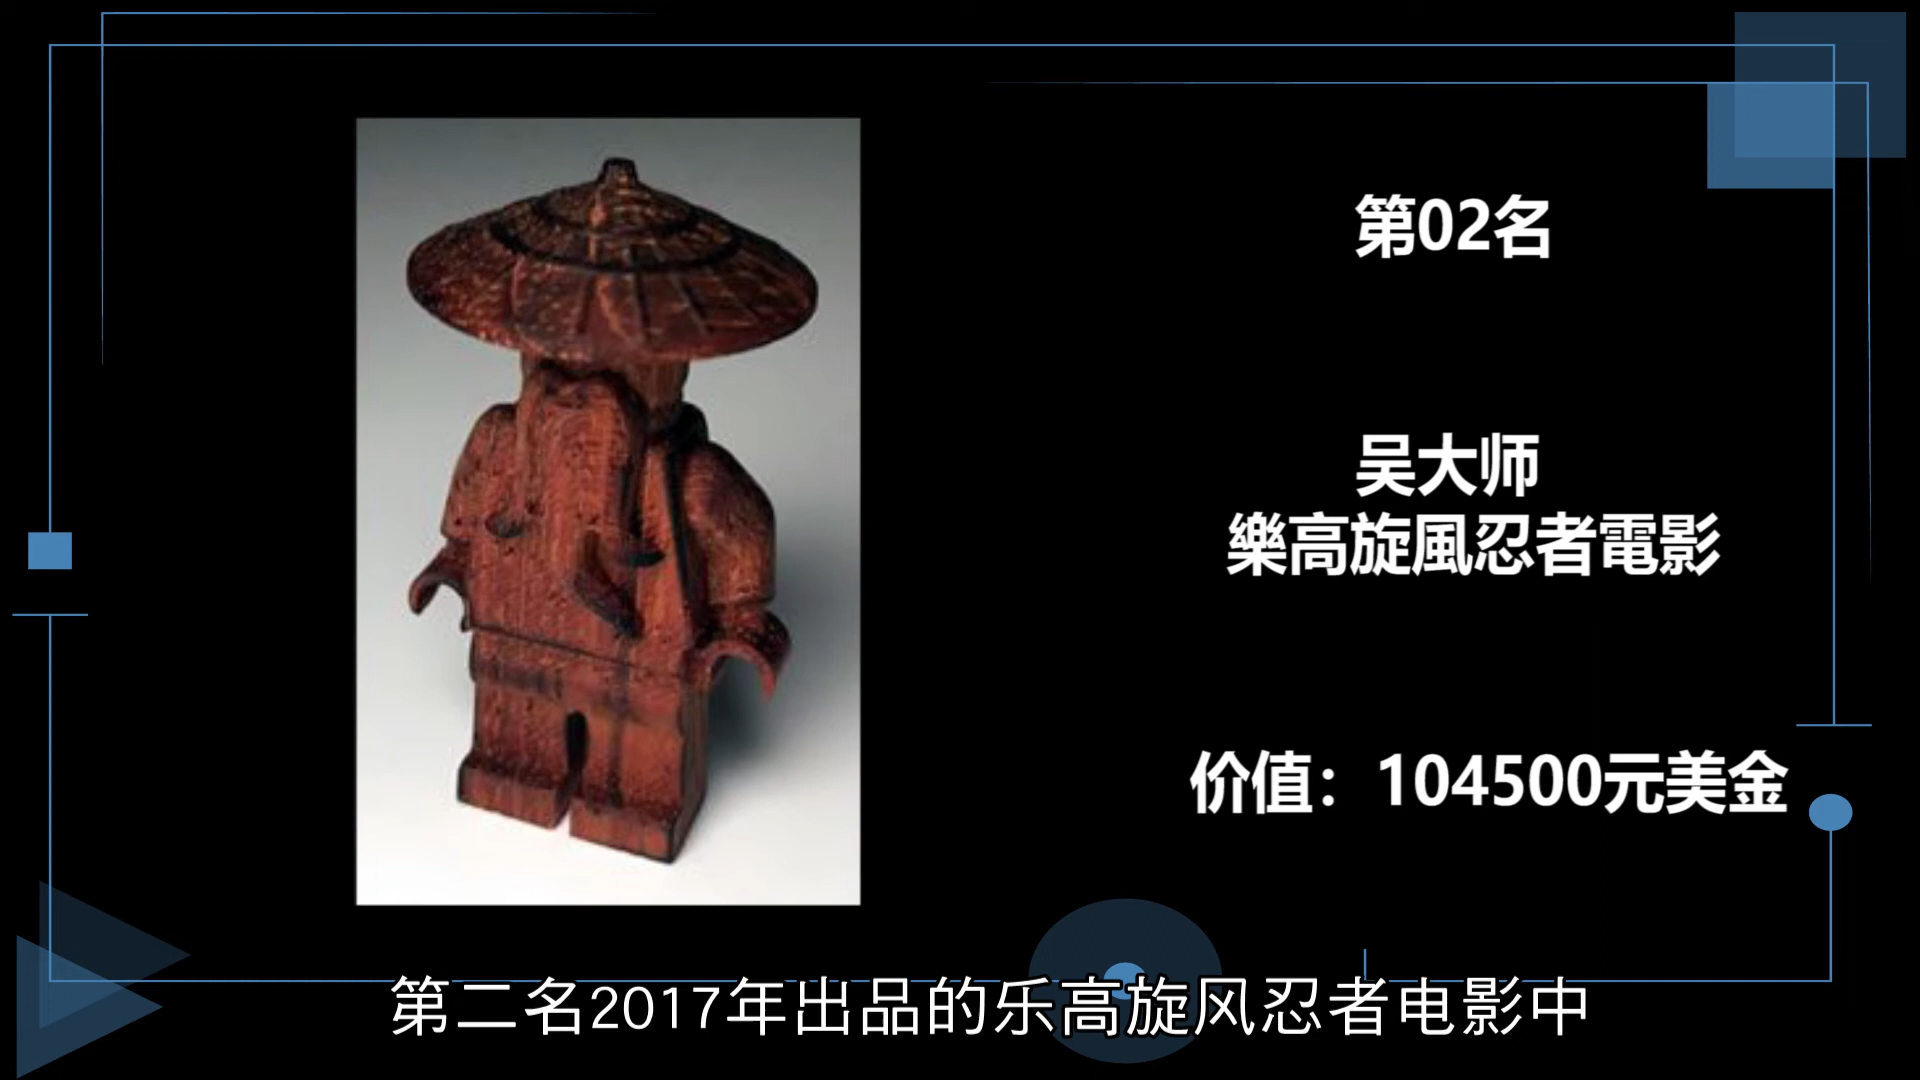 第02名
吴大师
樂高旋風忍者電影
价值：104500元美金
第二名2017年出品的乐高旋风忍者电影中